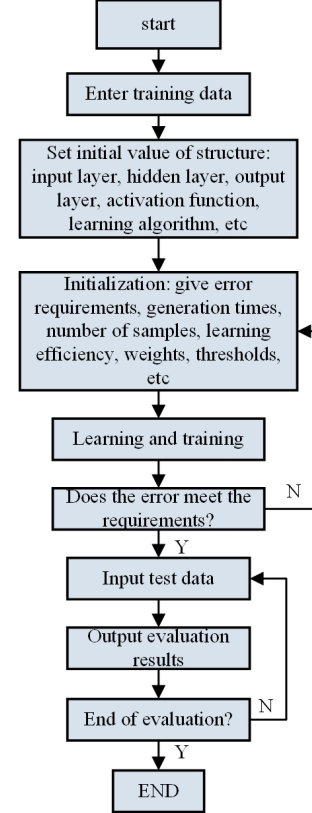 start
Enter training data
Set initial value of structure:
input layer, hidden layer, output
layer, activation function,
learning algorithm, etc
Initialization: give error
requirements, generation times,
number of samples, learning
efficiency, weights, thresholds,
etc
Learning and training
Does the error meet the
requirements?
N
Y
Input test data
Output evaluation
results
End of evaluation?
N
Y
END